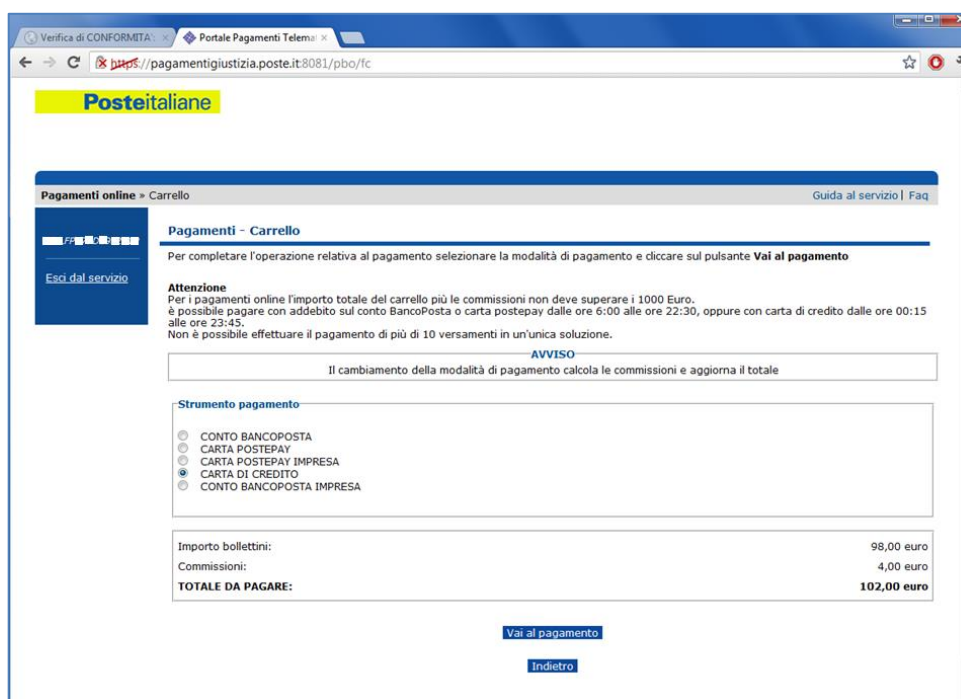 Verifica di CONFORMITA'
Portale Pagamenti Telema
https://pagamentigiustizia.poste.it:8081/pbo/fc
Posteitaliane
Pagamenti online » Carrello
Guida al servizio | Faq
Esci dal servizio
Pagamenti - Carrello
Per completare l'operazione relativa al pagamento selezionare la modalità di pagamento e cliccare sul pulsante Vai al pagamento
Attenzione
Per i pagamenti online l'importo totale del carrello più le commissioni non deve superare i 1000 Euro.
è possibile pagare con addebito sul conto BancoPosta o carta postepay dalle ore 6:00 alle ore 22:30, oppure con carta di credito dalle ore 00:15
alle ore 23:45.
Non è possibile effettuare il pagamento di più di 10 versamenti in un'unica soluzione.
AVVISO
Il cambiamento della modalità di pagamento calcola le commissioni e aggiorna il totale
Strumento pagamento
CONTO BANCOPOSTA
CARTA POSTEPAY
CARTA POSTEPAY IMPRESA
CARTA DI CREDITO
CONTO BANCOPOSTA IMPRESA
Importo bollettini: 98,00 euro
Commissioni: 4,00 euro
TOTALE DA PAGARE: 102,00 euro
Vai al pagamento
Indietro